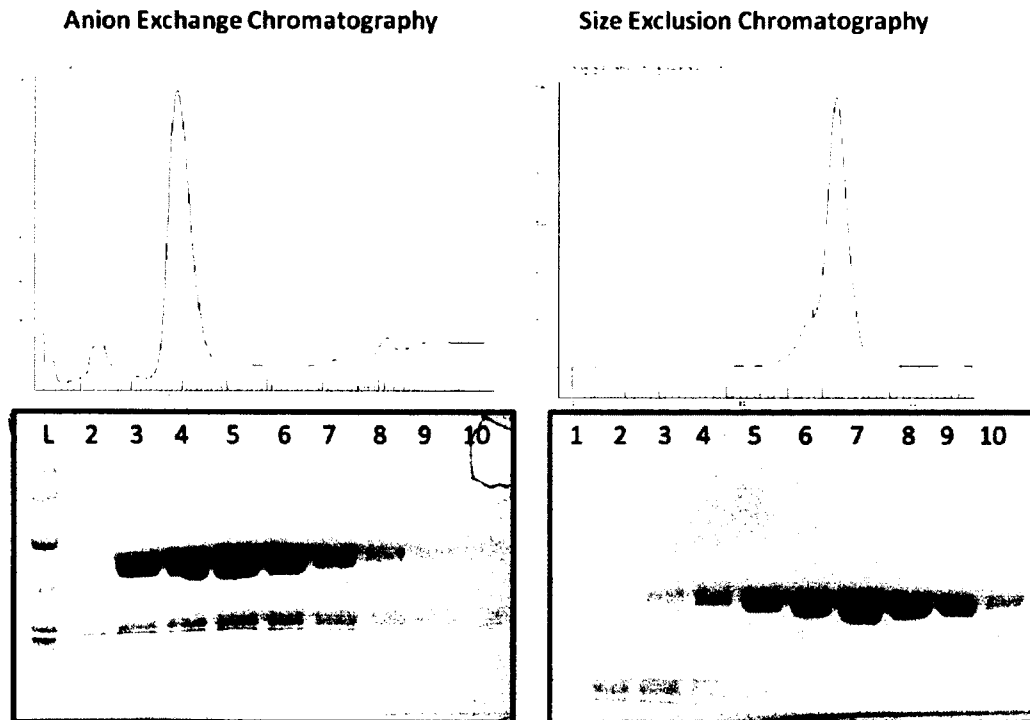 Anion Exchange Chromatography
Size Exclusion Chromatography
L 2 3 4 5 6 7 8 9 10
1 2 3 4 5 6 7 8 9 10